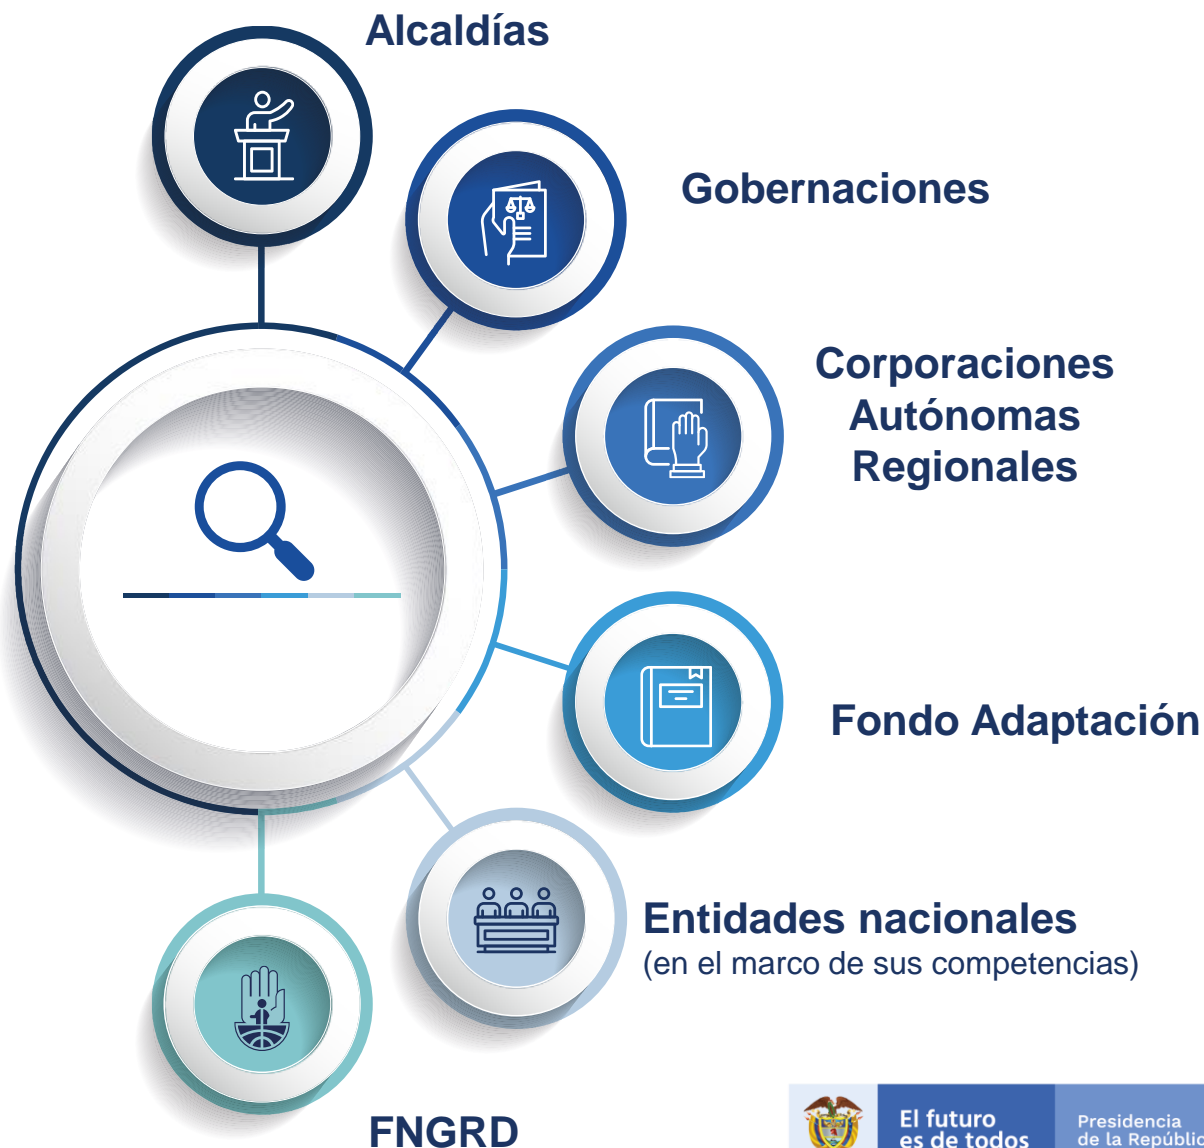 Alcaldías
Gobernaciones
Corporaciones
Autónomas
Regionales
Fondo Adaptación
Entidades nacionales
(en el marco de sus competencias)
FNGRD
El futuro
es de todos
Presidencia
de la